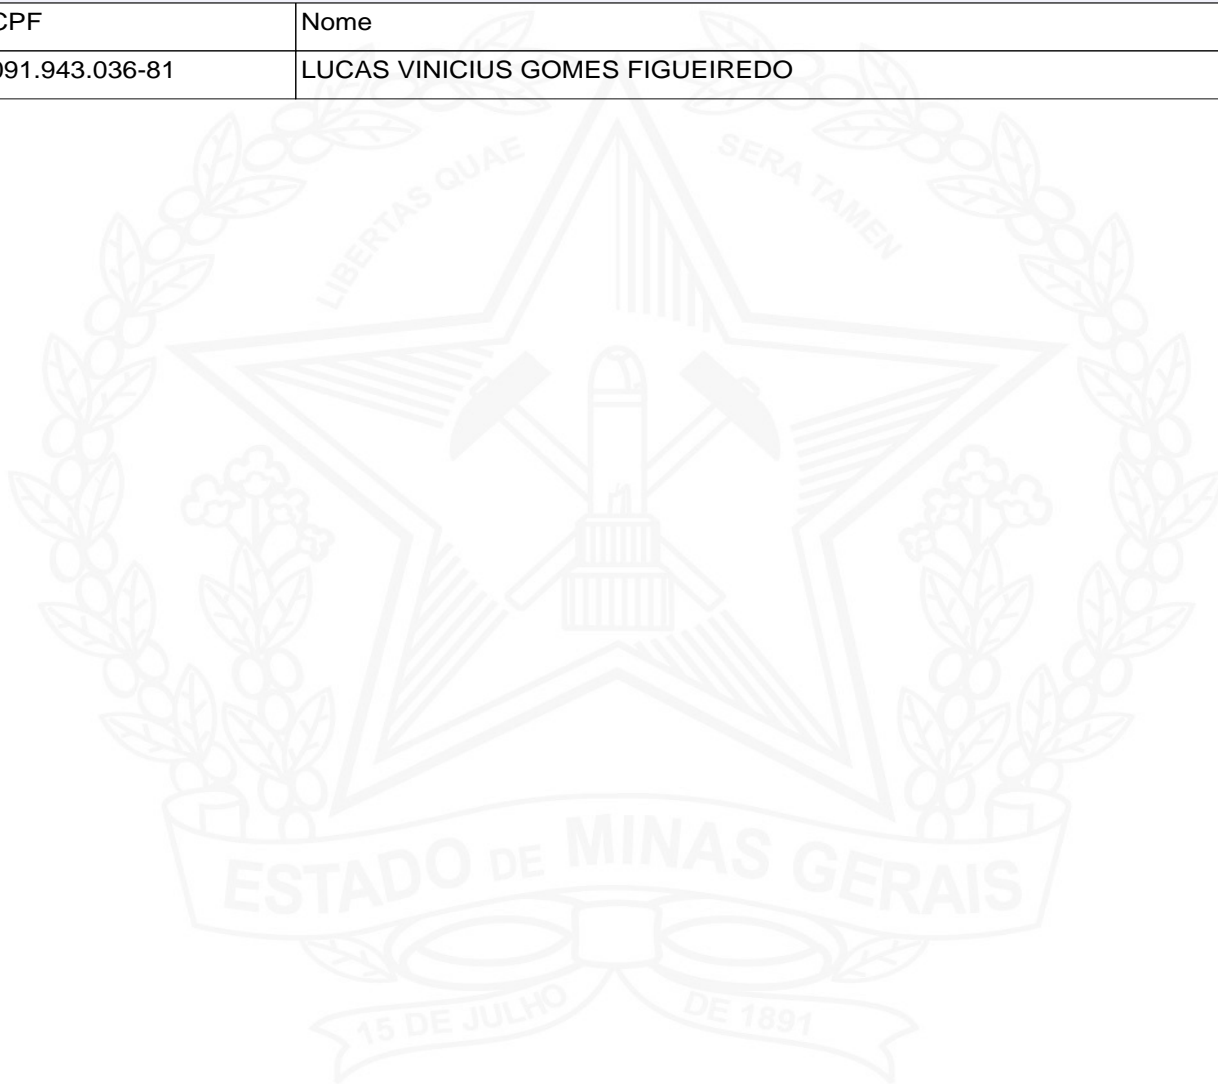 CPF Nome
091.943.036-81 LUCAS VINICIUS GOMES FIGUEIREDO
LIBERTAS QUAE SERA TAMEN
ESTADO DE MINAS GERAIS
15 DE JULHO DE 1891